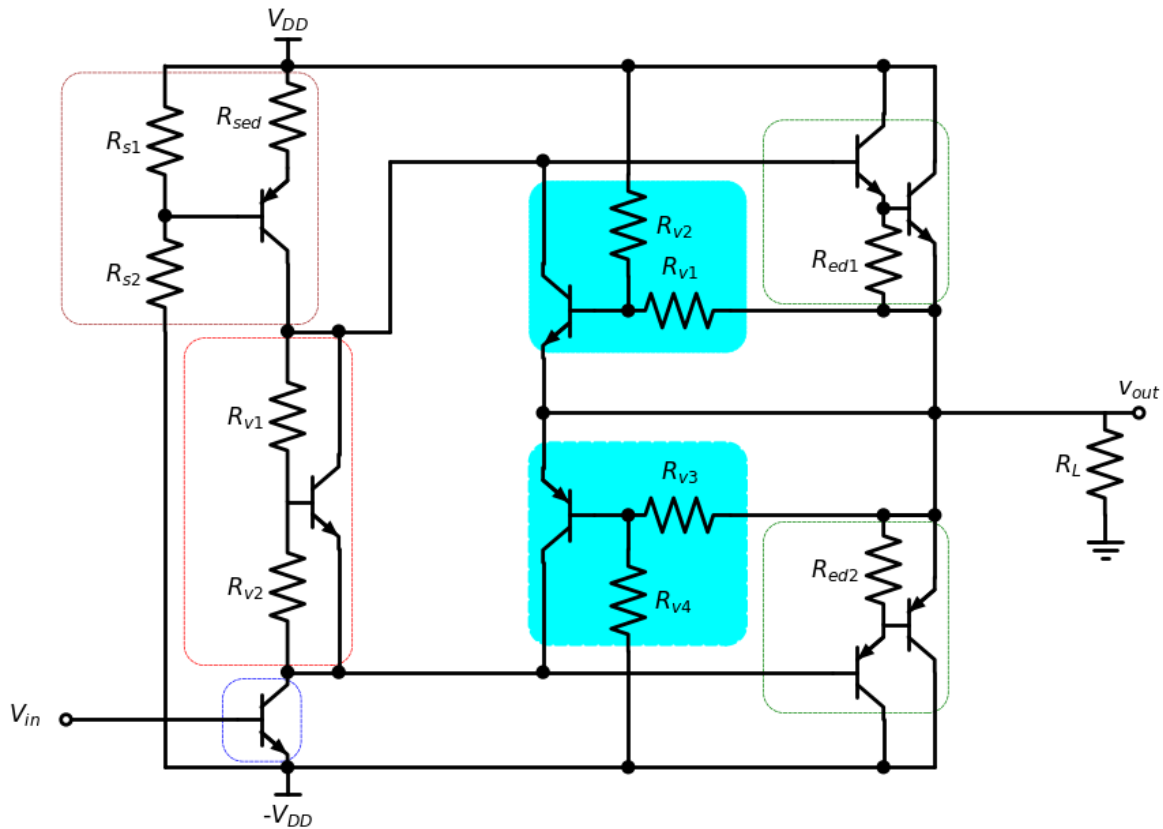 V_DD
R_sed
R_s1
R_v2
R_s2
R_v1
R_ed1
v_out
R_v1
R_v3
R_L
R_ed2
R_v2
R_v4
V_in
-V_DD